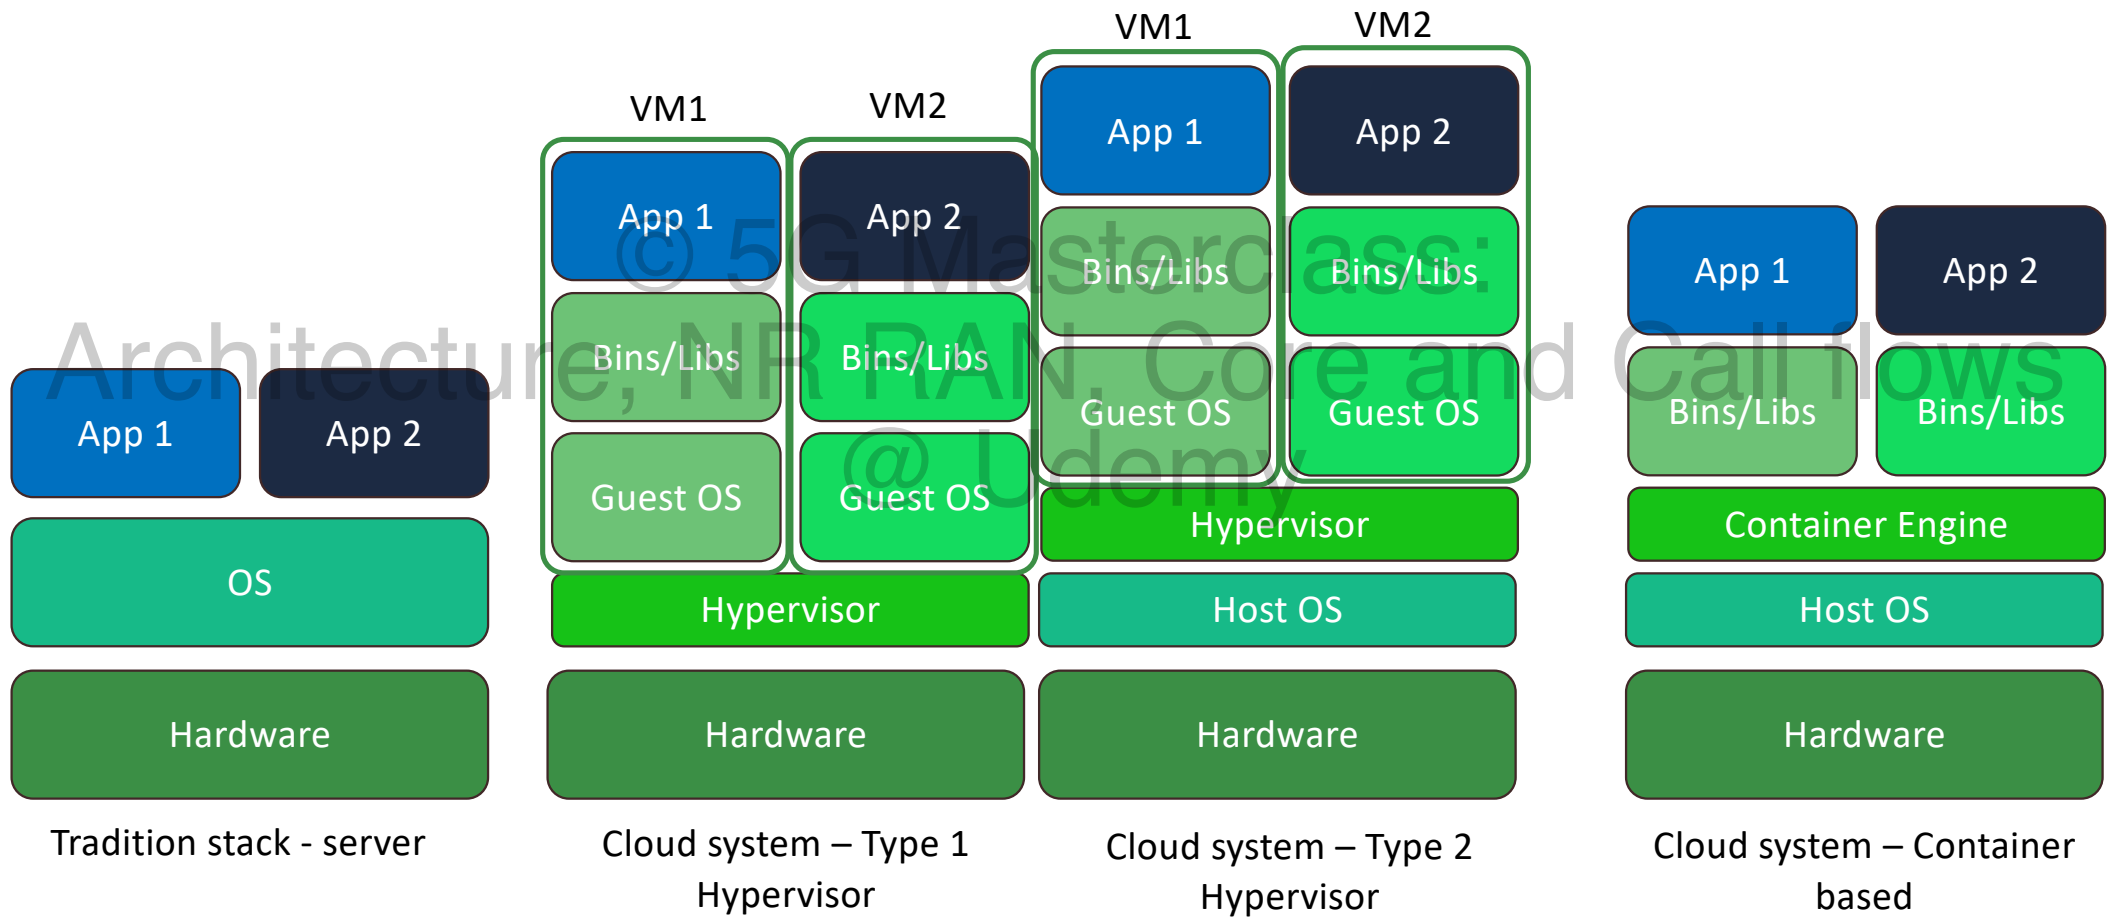 VM1
VM2
App 1
App 2
Bins/Libs
Bins/Libs
Guest OS
Guest OS
Hypervisor
Host OS
Hardware
Cloud system – Type 2
Hypervisor
VM1
VM2
App 1
App 2
Bins/Libs
Bins/Libs
Guest OS
Guest OS
Hypervisor
Hardware
Cloud system – Type 1
Hypervisor
App 1
App 2
OS
Hardware
Tradition stack - server
App 1
App 2
Bins/Libs
Bins/Libs
Container Engine
Host OS
Hardware
Cloud system – Container
based
© 5G Masterclass:
Architecture, NR RAN, Core and Call flows
@ Udemy